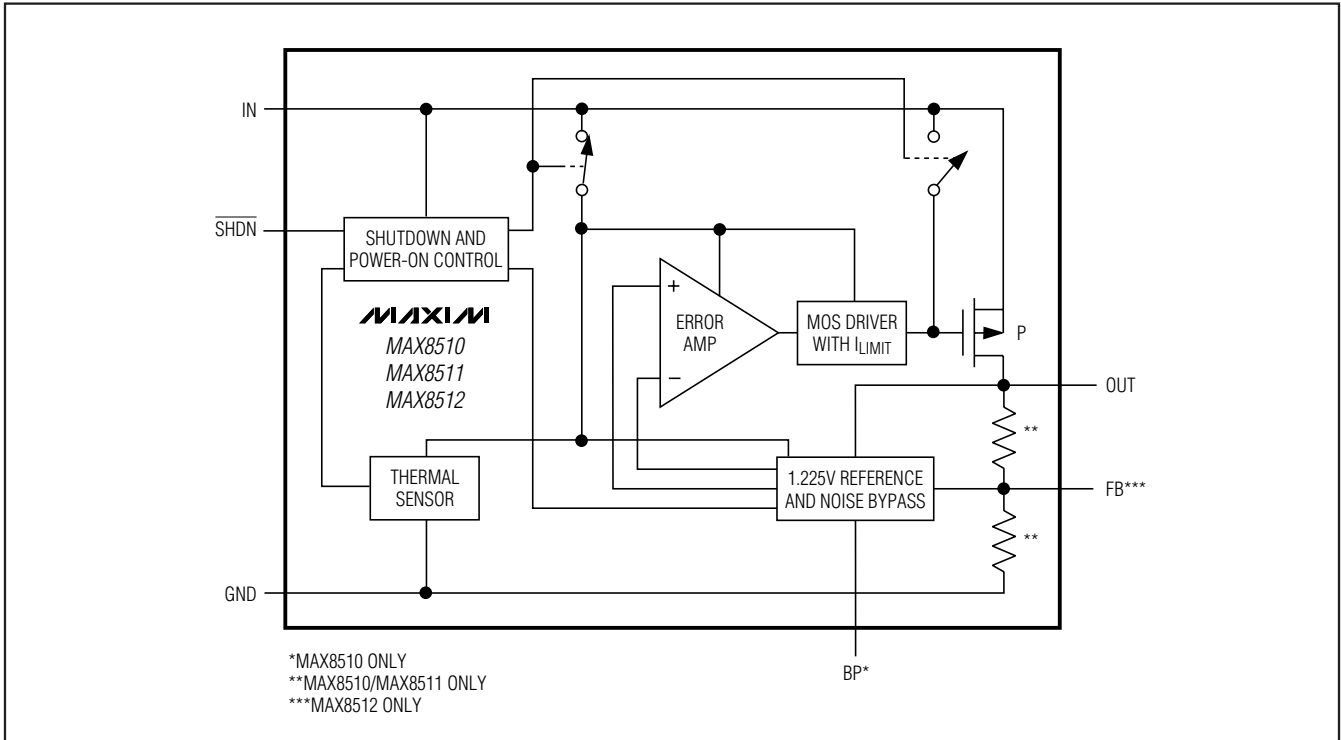 IN
SHDN
SHUTDOWN AND
POWER-ON CONTROL
MAXIM
MAX8510
MAX8511
MAX8512
+
ERROR
AMP
−
MOS DRIVER
WITH ILIMIT
P
OUT
**
THERMAL
SENSOR
1.225V REFERENCE
AND NOISE BYPASS
FB***
**
GND
BP*
*MAX8510 ONLY
**MAX8510/MAX8511 ONLY
***MAX8512 ONLY